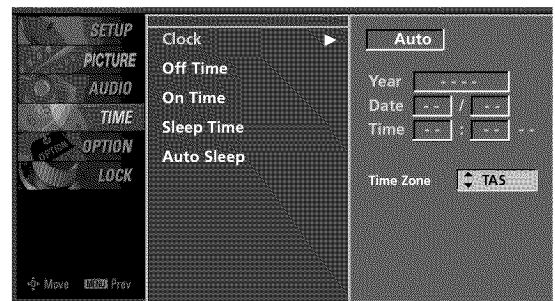 SETUP
PICTURE
AUDIO
TIME
OPTION
OPTION
LOCK
Move MENU Prev
Clock ▶
Off Time
On Time
Sleep Time
Auto Sleep
Auto
Year - - - -
Date - - / - -
Time - - : - - - -
Time Zone TAS